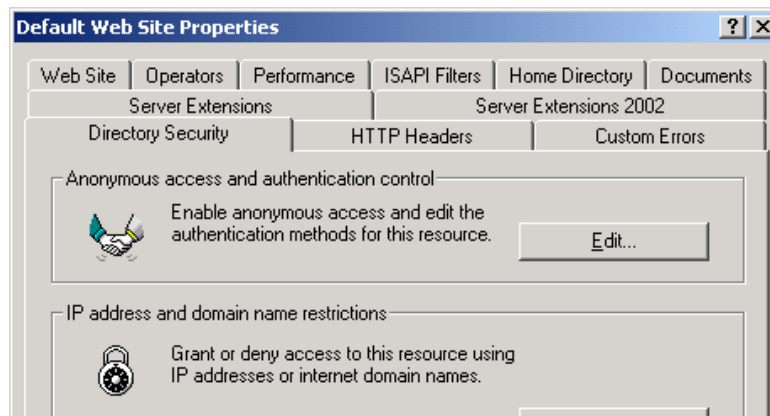 Default Web Site Properties
Web Site Operators Performance ISAPI Filters Home Directory Documents
Server Extensions Server Extensions 2002
Directory Security HTTP Headers Custom Errors
Anonymous access and authentication control
Enable anonymous access and edit the
authentication methods for this resource.
Edit...
IP address and domain name restrictions
Grant or deny access to this resource using
IP addresses or internet domain names.